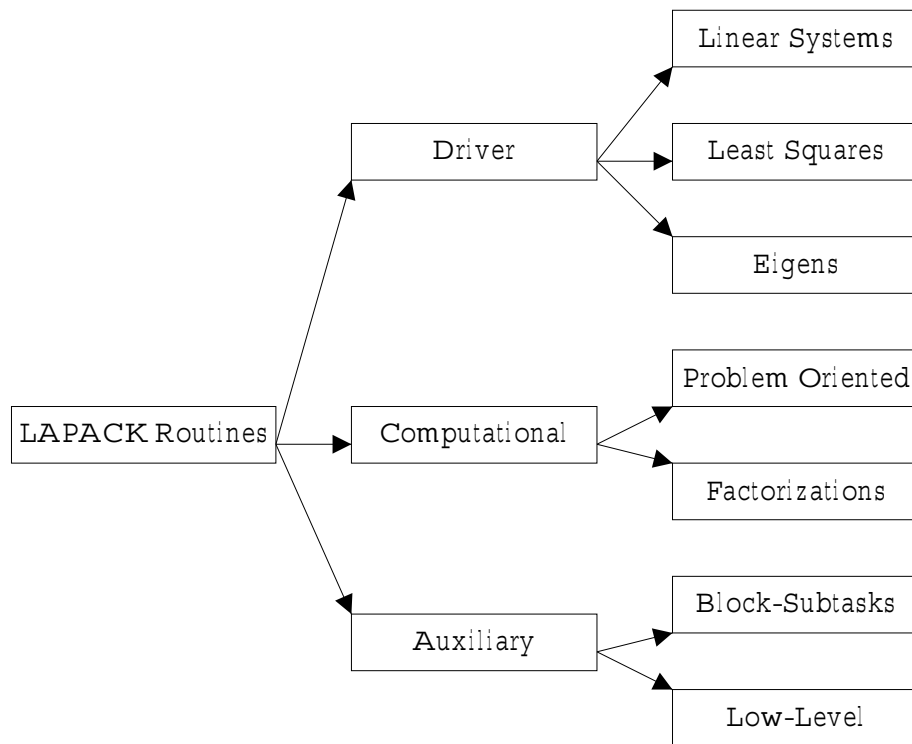 Linear Systems
Driver
Least Squares
Eigens
Problem Oriented
LAPACK Routines
Computational
Factorizations
Block-Subtasks
Auxiliary
Low-Level